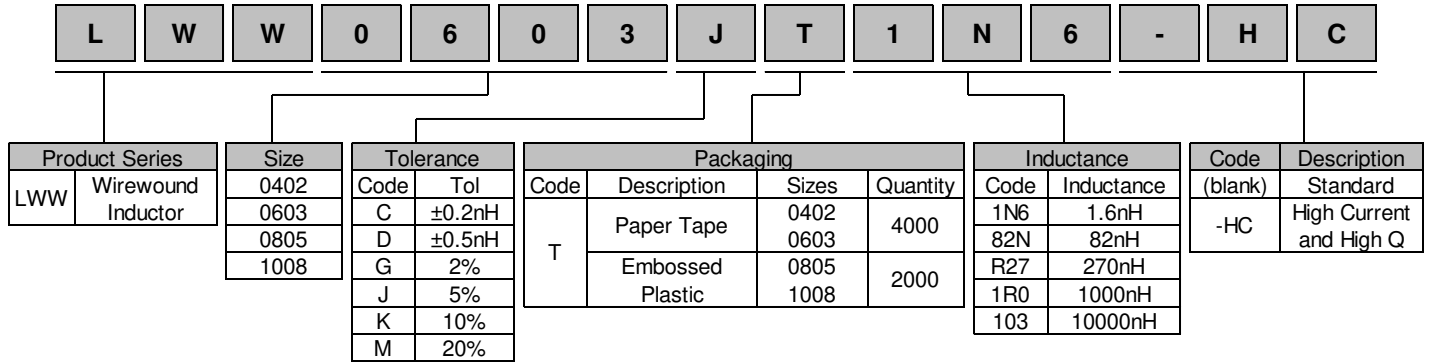 L W W 0 6 0 3 J T 1 N 6 - H C
Product Series
LWW Wirewound Inductor
Size
0402
0603
0805
1008
Tolerance
Code Tol
C ±0.2nH
D ±0.5nH
G 2%
J 5%
K 10%
M 20%
Packaging
Code Description Sizes Quantity
T
Paper Tape 0402 0603 4000
Embossed Plastic 0805 1008 2000
Inductance
Code Inductance
1N6 1.6nH
82N 82nH
R27 270nH
1R0 1000nH
103 10000nH
Code Description
(blank) Standard
-HC High Current and High Q